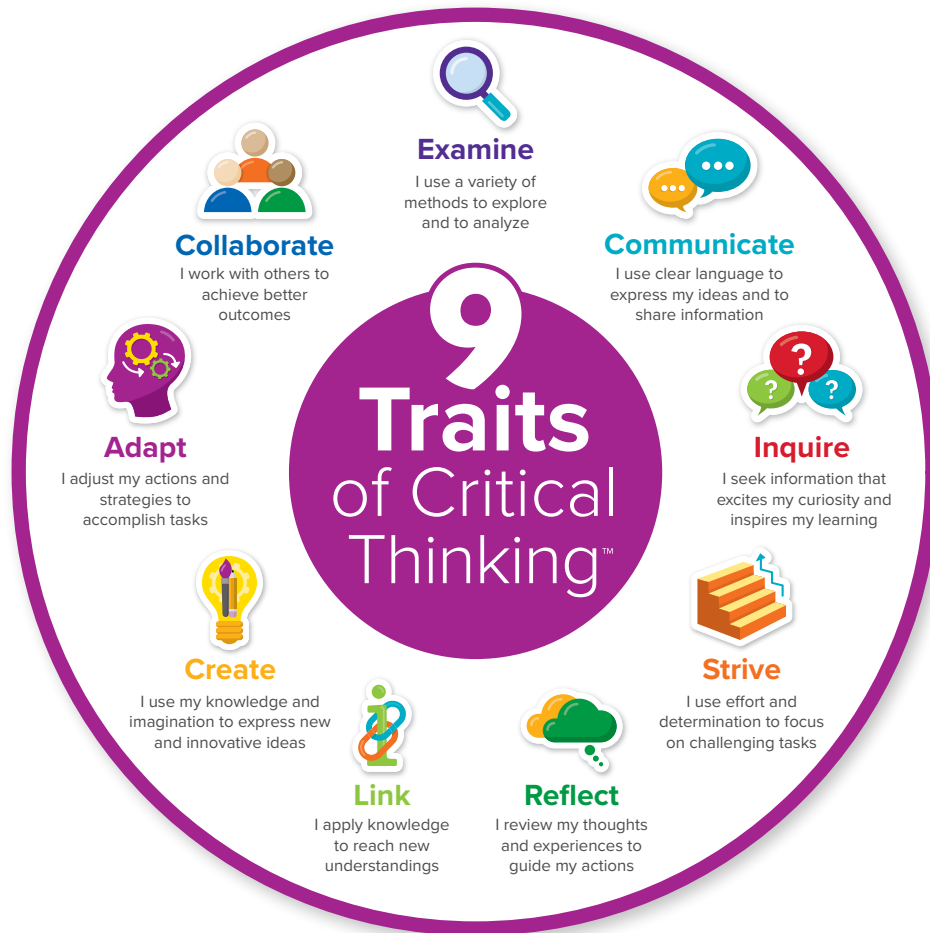 9
Traits
of Critical
Thinking™
Examine
I use a variety of
methods to explore
and to analyze
Communicate
I use clear language to
express my ideas and to
share information
Inquire
I seek information that
excites my curiosity and
inspires my learning
Strive
I use effort and
determination to focus
on challenging tasks
Reflect
I review my thoughts
and experiences to
guide my actions
Link
I apply knowledge
to reach new
understandings
Create
I use my knowledge and
imagination to express new
and innovative ideas
Adapt
I adjust my actions and
strategies to
accomplish tasks
Collaborate
I work with others to
achieve better
outcomes
? ? ?
i